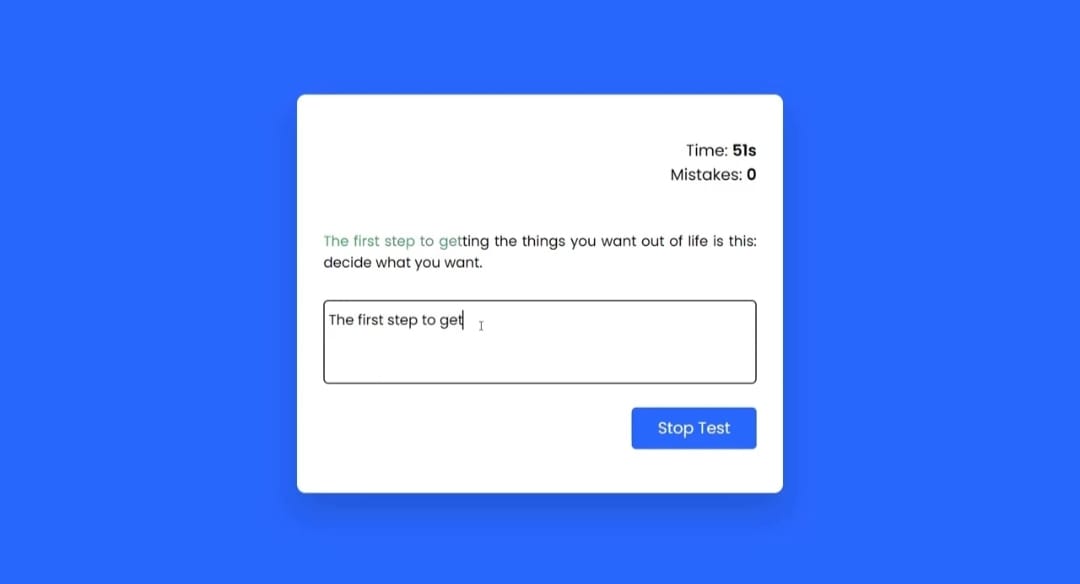 Time: 51s
Mistakes: 0
The first step to getting the things you want out of life is this:
decide what you want.
The first step to get
Stop Test